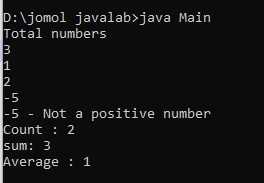 D:\jomol javalab>java Main
Total numbers
3
1
2
-5
-5 - Not a positive number
Count : 2
sum: 3
Average : 1